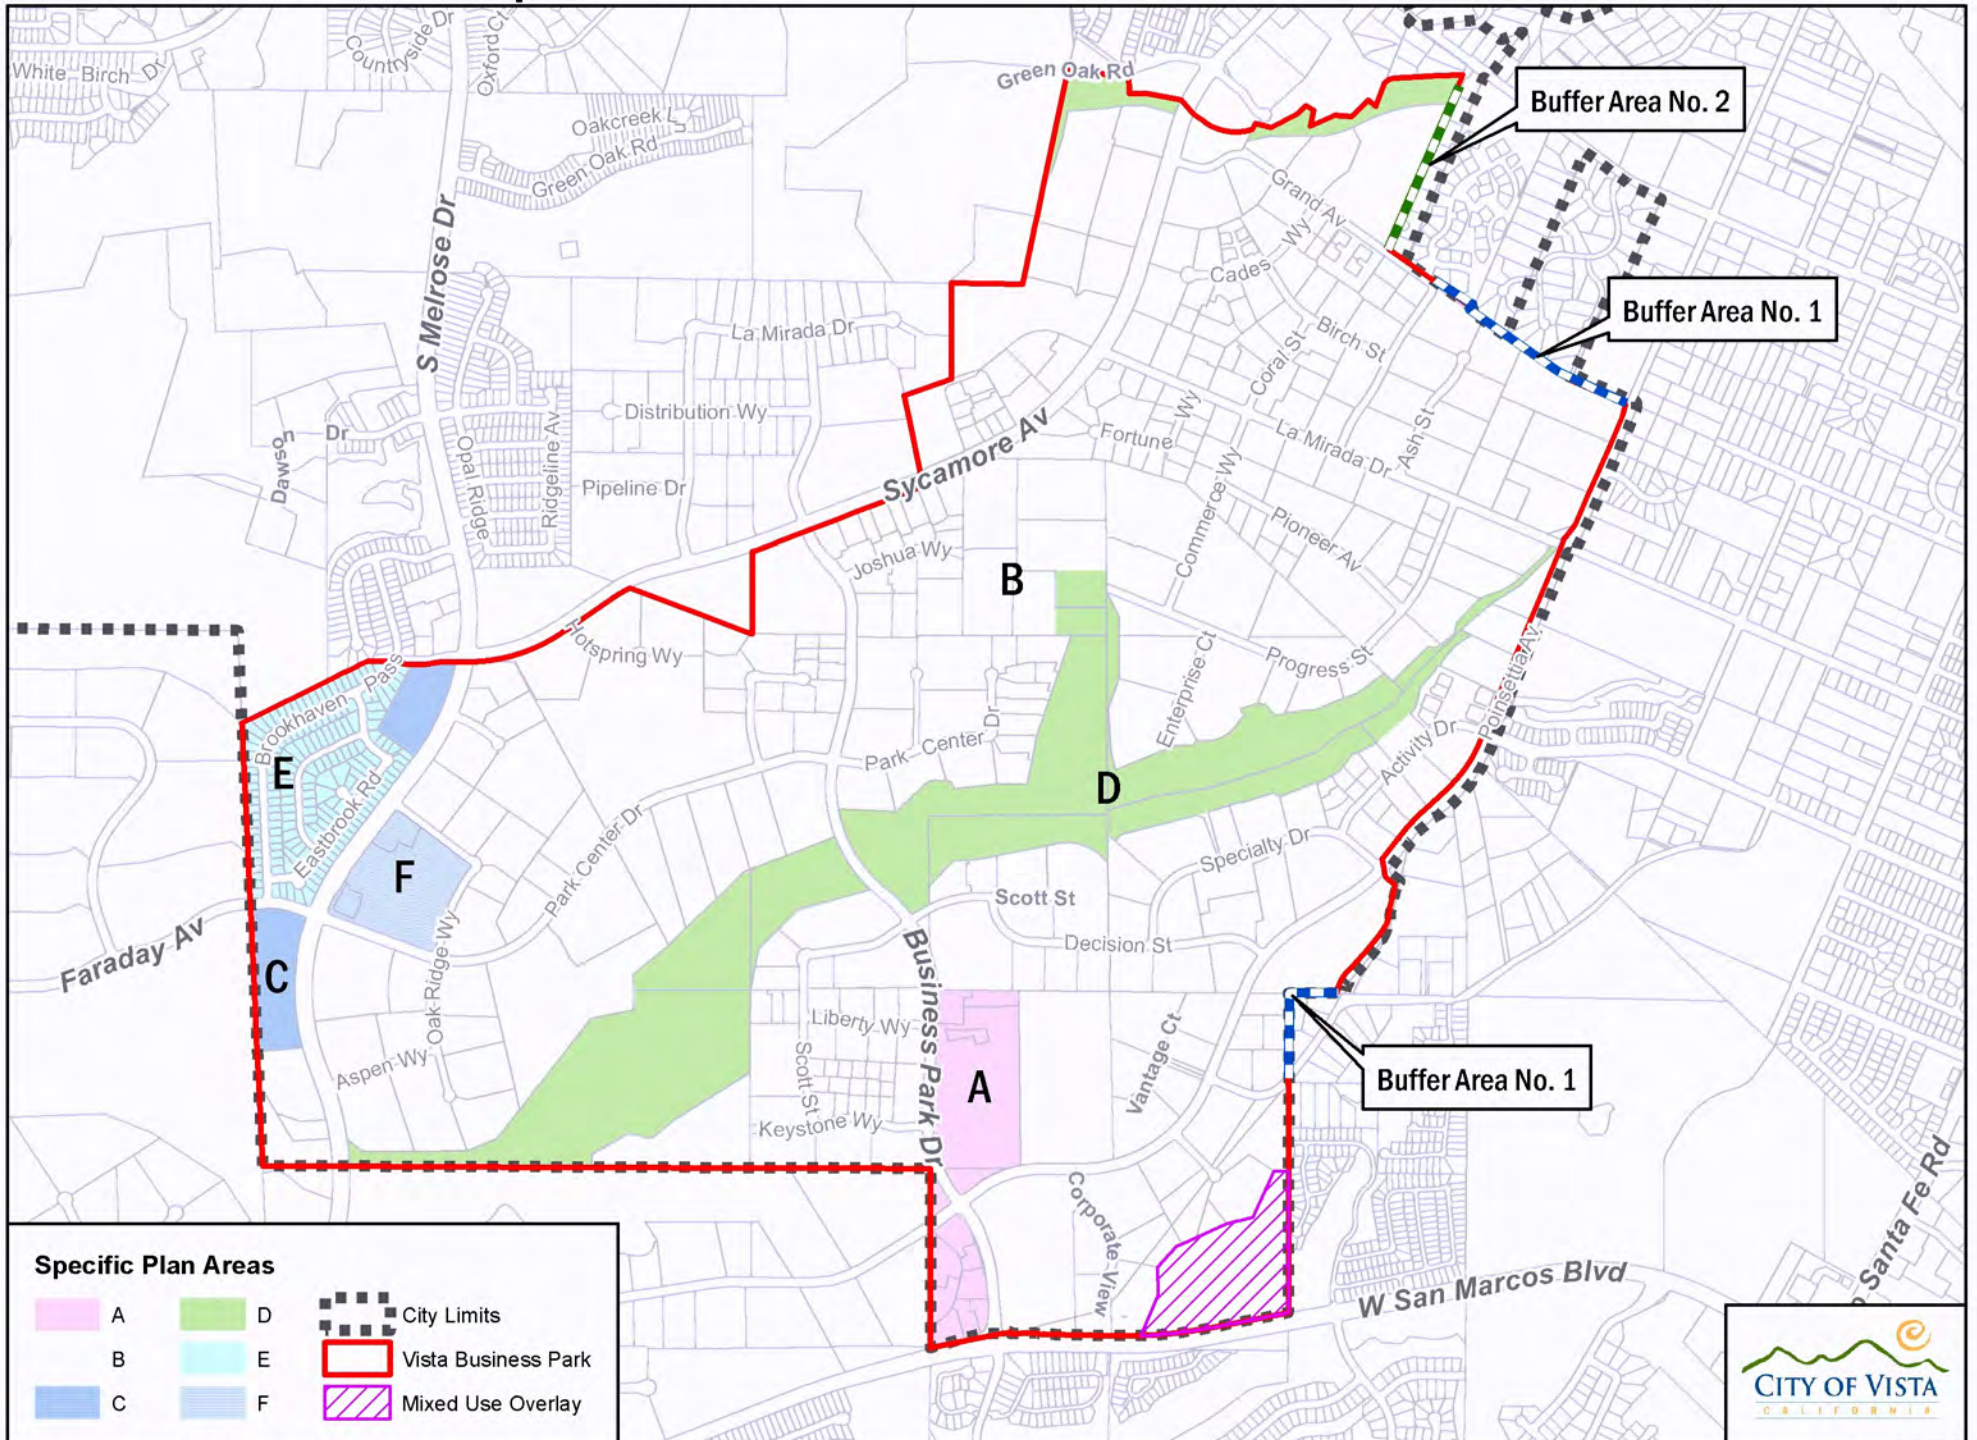 White Birch Dr
Countryside Dr
Oxford Ct
Green Oak Rd
Buffer Area No. 2
Oakcreek Ln
Green Oak Rd
Grand Av
S Melrose Dr
Cades Wy
Buffer Area No. 1
La Mirada Dr
Birch St
Coral St
Distribution Wy
Dawson Dr
Opal Ridge
Ridgeline Av
Fortune Wy
La Mirada Dr
Ash St
Sycamore Av
Pipeline Dr
Commerce Wy
Pioneer Av
Joshua Wy
B
Hotspring Wy
Enterprise Ct
Progress St
Poinsettia Av
Brookhaven Pass
E
Park Center Dr
D
Activity Dr
Eastbrook Rd
F
Park Center Dr
Specialty Dr
Scott St
Decision St
Faraday Av
C
Oak Ridge Wy
Business Park Dr
Liberty Wy
Aspen Wy
Scott St
A
Vantage Ct
Buffer Area No. 1
Keystone Wy
Corporate View
W San Marcos Blvd
Santa Fe Rd
Specific Plan Areas
A
D
City Limits
B
E
Vista Business Park
C
F
Mixed Use Overlay
CITY OF VISTA
CALIFORNIA